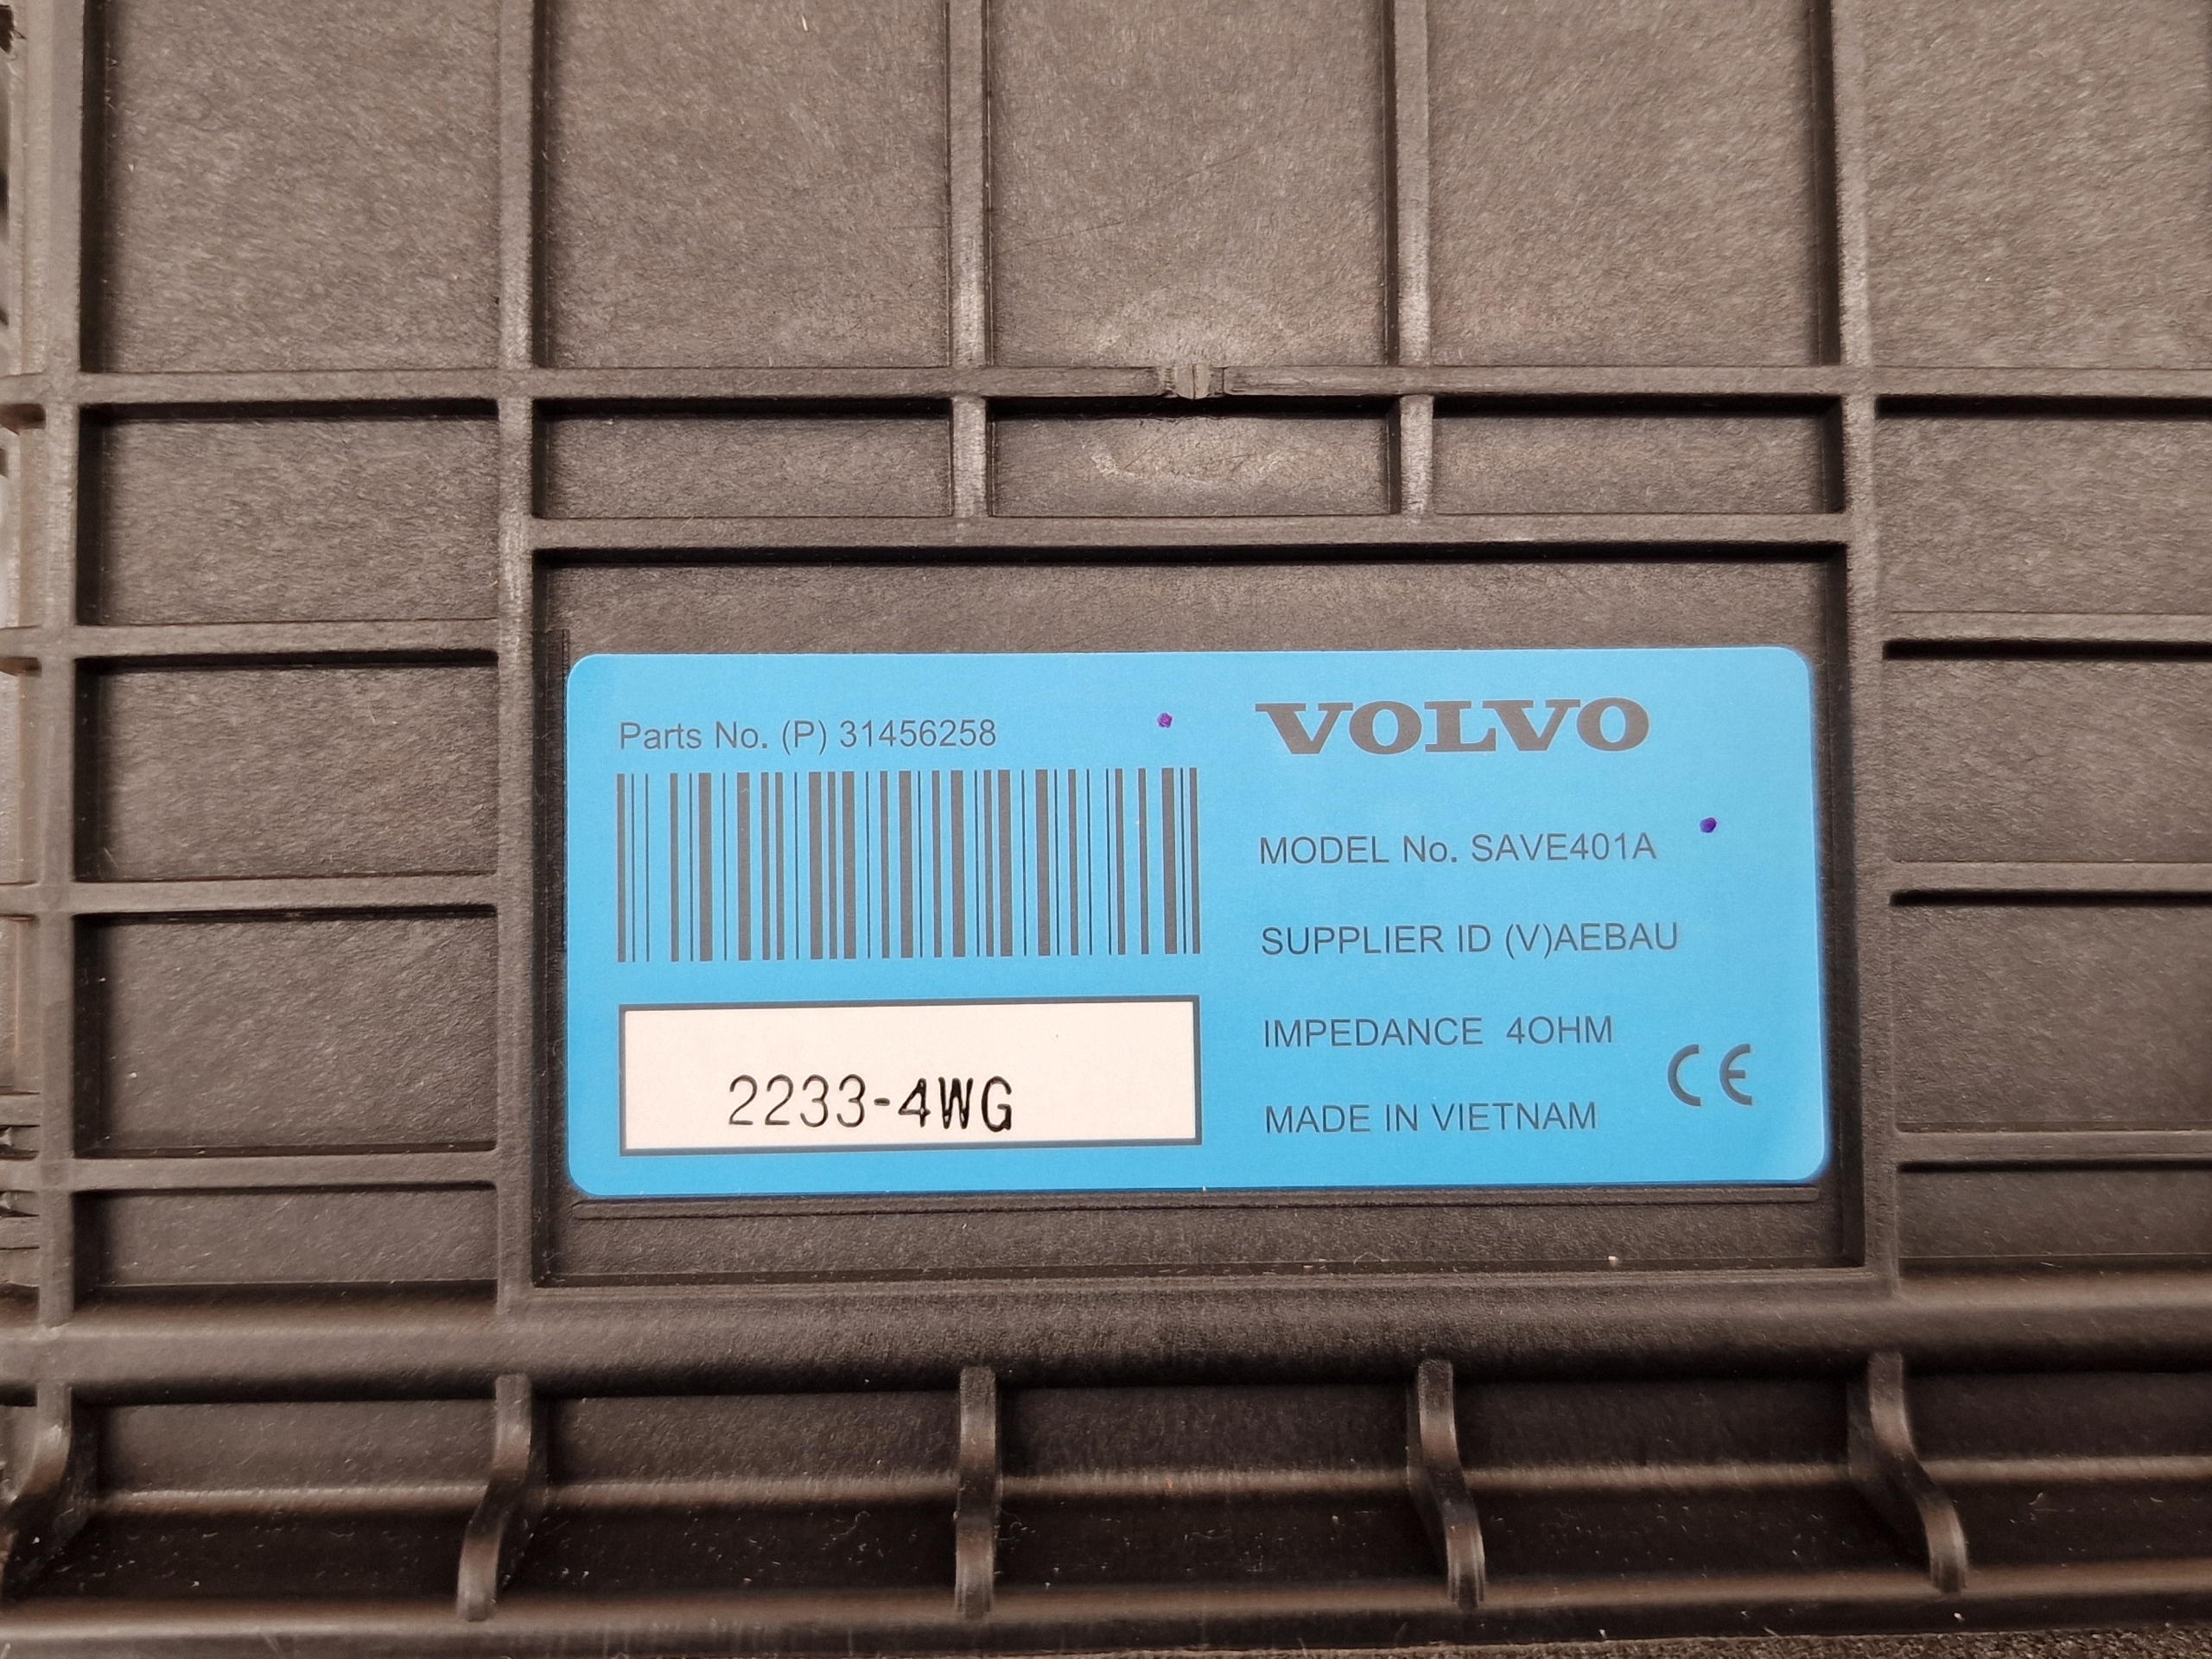 Parts No. (P) 31456258
2233-4WG
VOLVO
MODEL No. SAVE401A
SUPPLIER ID (V)AEBAU
IMPEDANCE 4OHM
MADE IN VIETNAM
CE